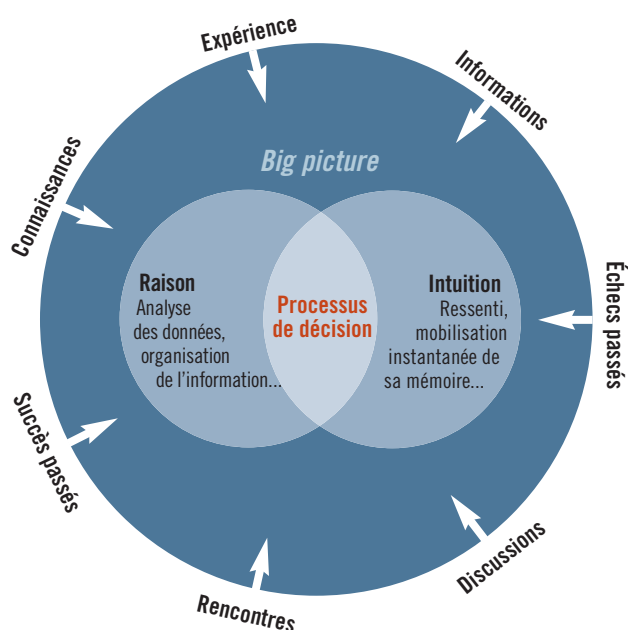 Expérience
Informations
Connaissances
Big picture
Raison
Analyse
des données,
organisation
de l'information...
Processus
de décision
Intuition
Ressenti,
mobilisation
instantanée de
sa mémoire...
Échecs passés
Succès passés
Discussions
Rencontres